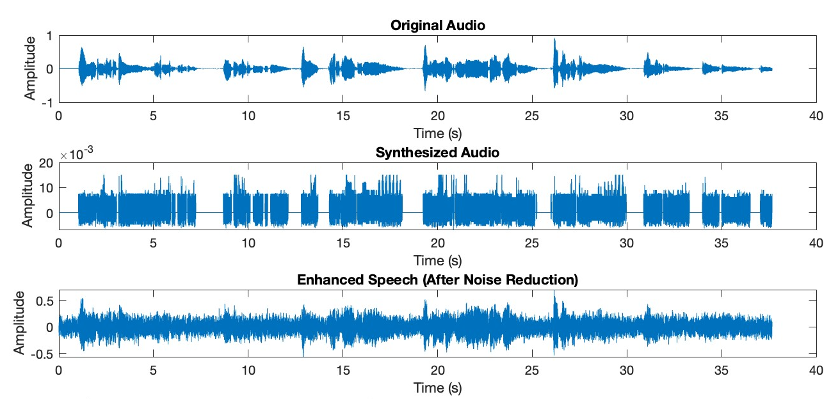 Original Audio
1
0
-1
Amplitude
0 5 10 15 20 25 30 35 40
Time (s)
Synthesized Audio
×10⁻³
20
10
0
Amplitude
0 5 10 15 20 25 30 35 40
Time (s)
Enhanced Speech (After Noise Reduction)
0.5
0
-0.5
Amplitude
0 5 10 15 20 25 30 35 40
Time (s)